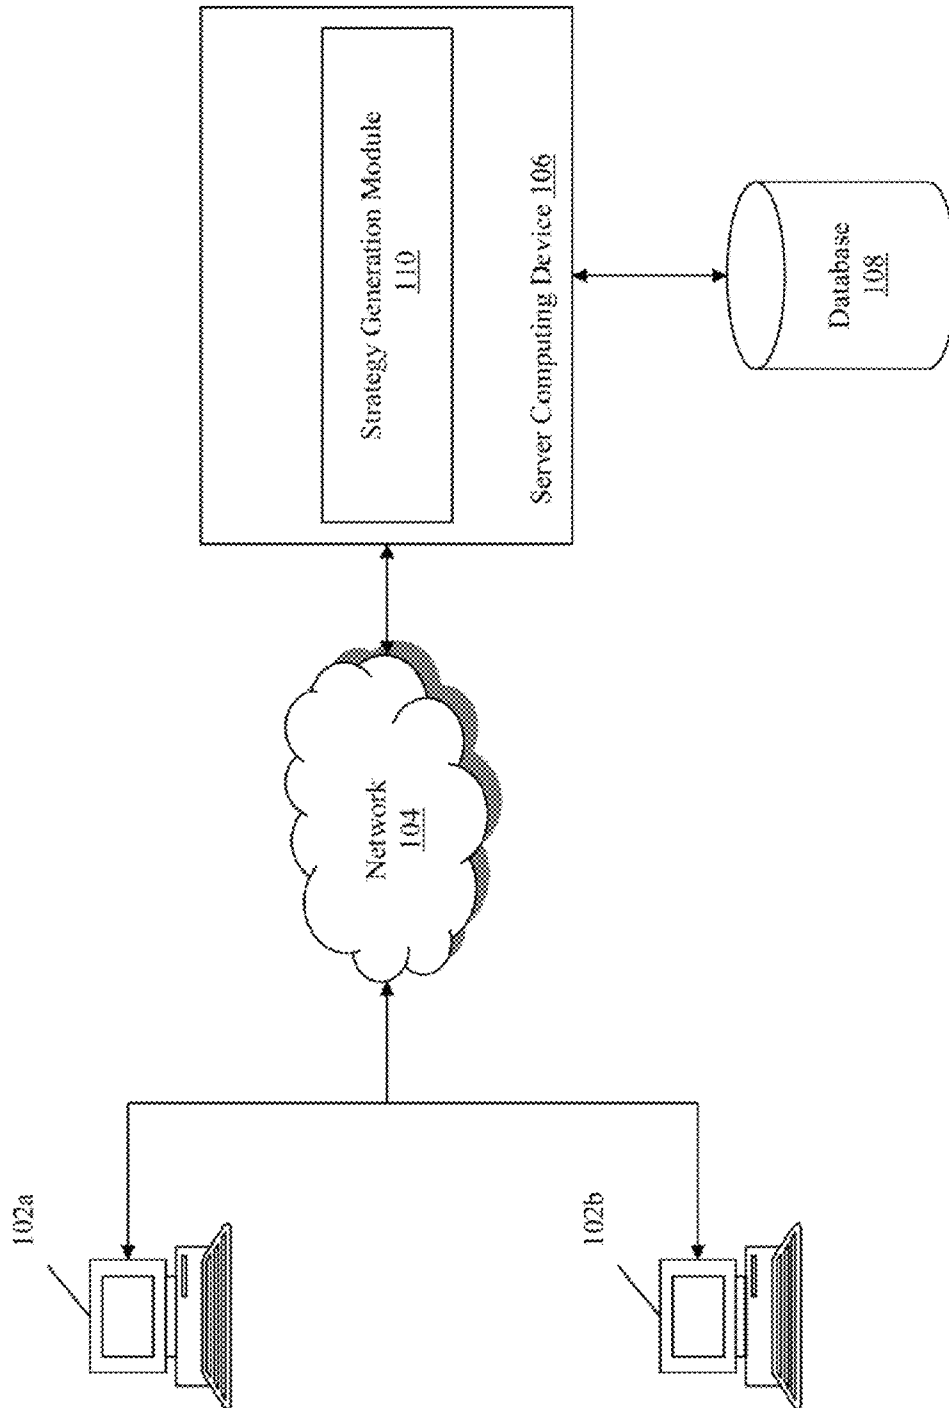 102a
102b
Network
104
Strategy Generation Module
110
Server Computing Device 106
Database
108